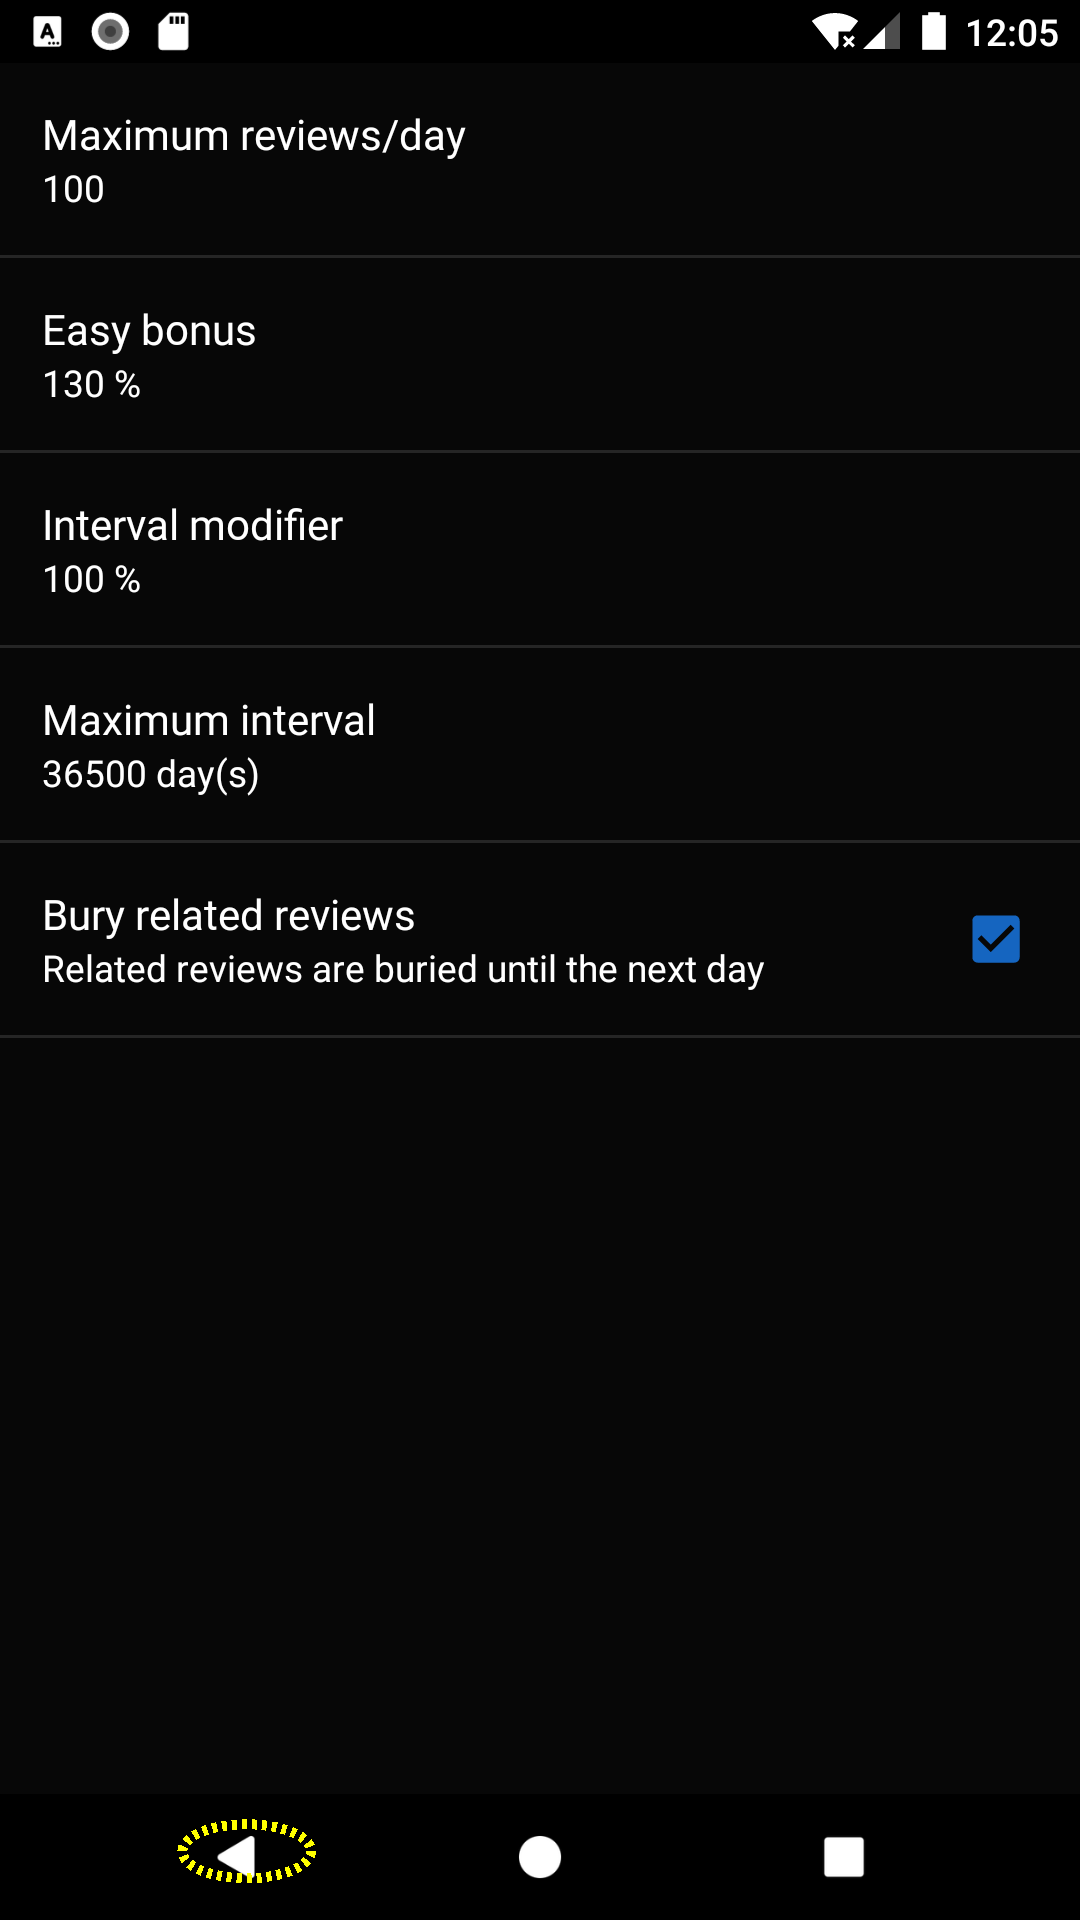 12:05
Maximum reviews/day
100
Easy bonus
130 %
Interval modifier
100 %
Maximum interval
36500 day(s)
Bury related reviews
Related reviews are buried until the next day